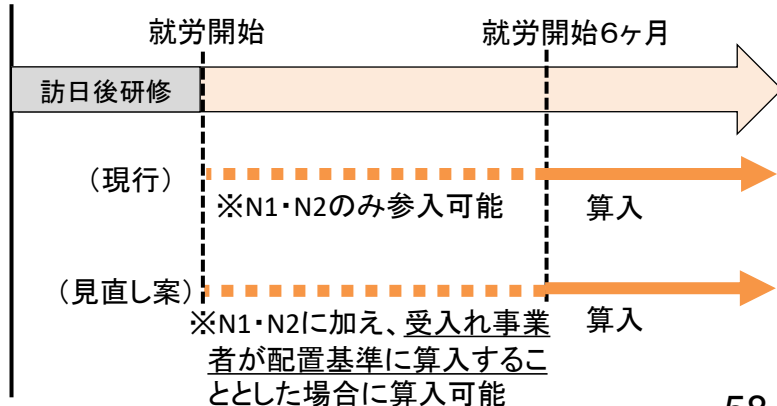 就労開始
就労開始6ヶ月
訪日後研修
（現行）
※N1・N2のみ参入可能
算入
（見直し案）
※N1・N2に加え、受入れ事業
者が配置基準に算入するこ
ととした場合に算入可能
算入
58